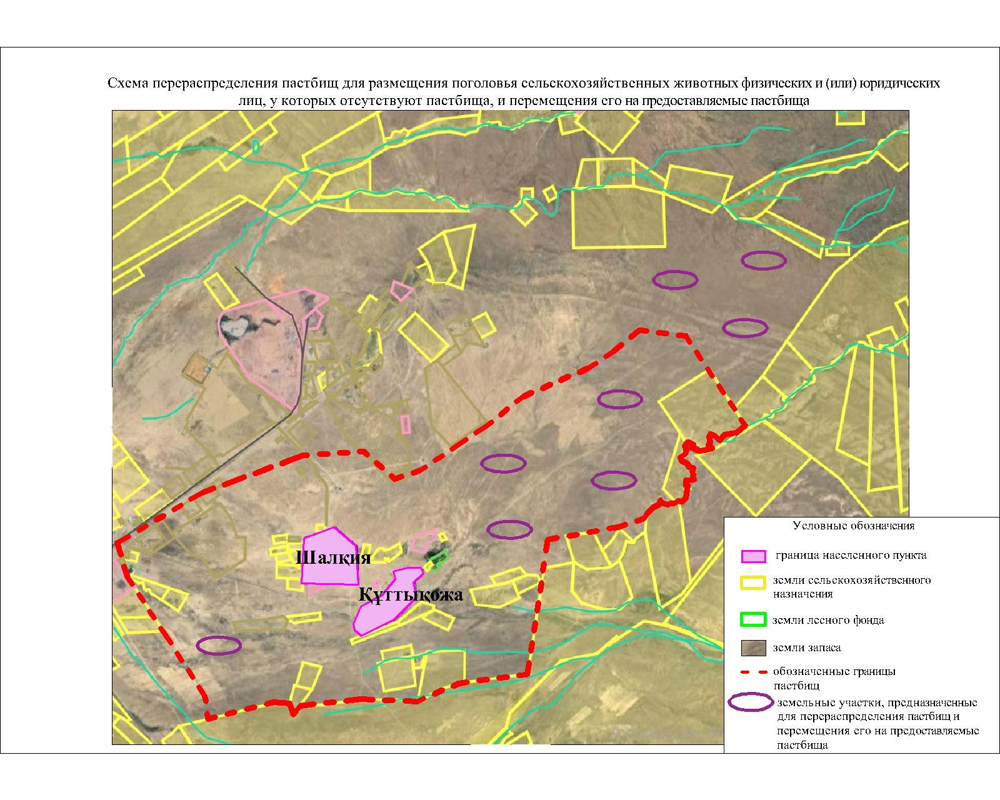 Схема перераспределения пастбищ для размещения поголовья сельскохозяйственных животных физических и (или) юридических
лиц, у которых отсутствуют пастбища, и перемещения его на предоставляемые пастбища
Шалқия
Құттықожа
Условные обозначения
граница населенного пункта
земли сельскохозяйственного
назначения
земли лесного фонда
земли запаса
обозначенные границы
пастбищ
земельные участки, предназначенные
для перераспределения пастбищ и
перемещения его на предоставляемые
пастбища